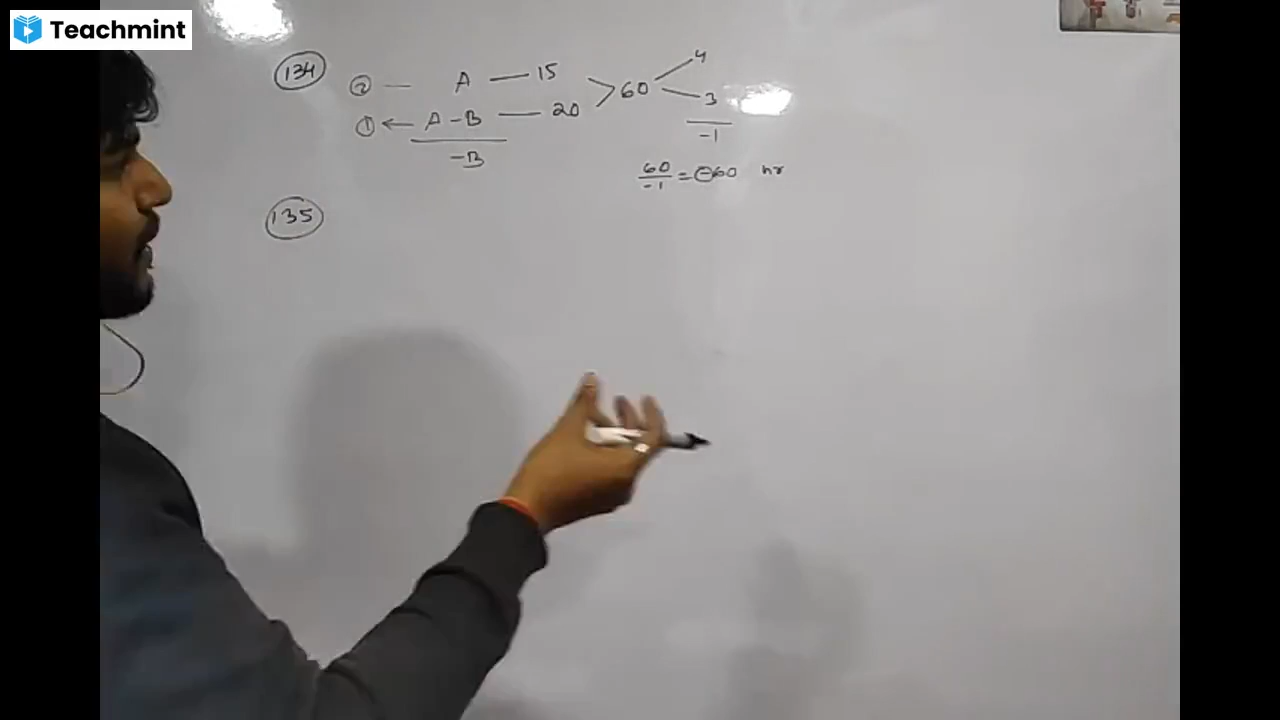 Teachmint
134 ② — A — 15 > 60 < 4
① ← A - B — 20 3
-B -1
60/-1 = ⊖60 hr
135